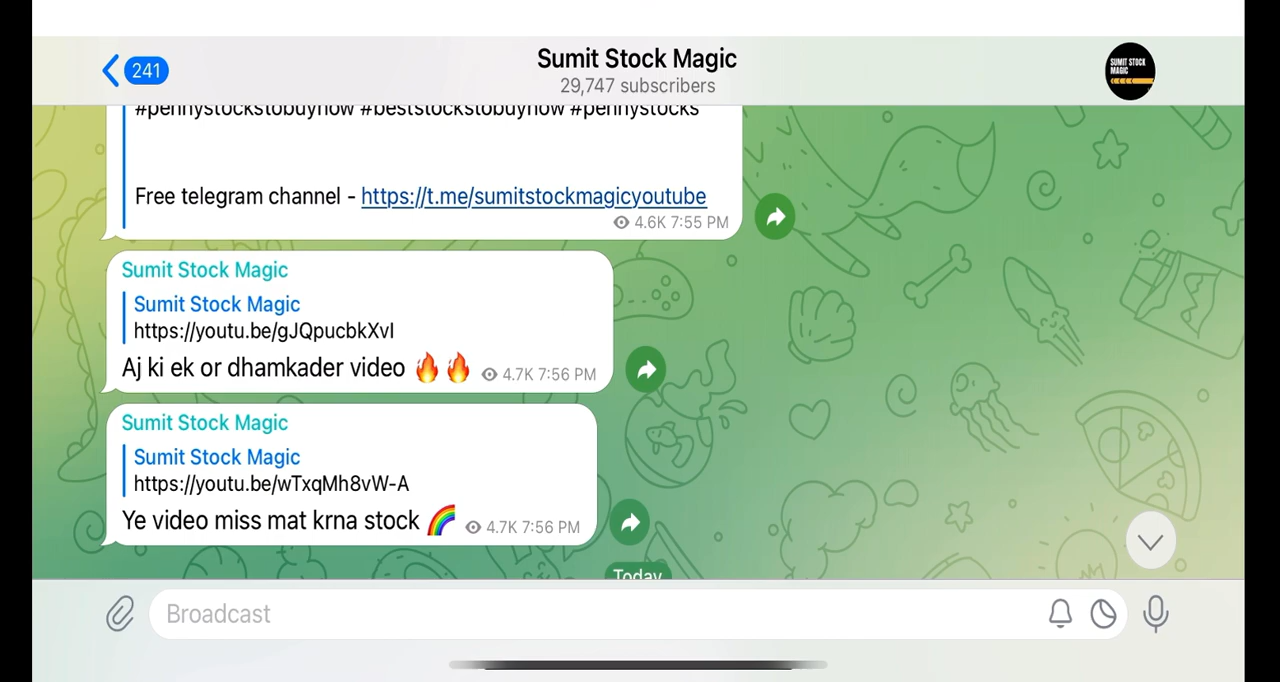 241
Sumit Stock Magic
29,747 subscribers
SUMIT STOCK
MAGIC
#pennystockstobuynow #beststockstobuynow #pennystocks
Free telegram channel - https://t.me/sumitstockmagicyoutube
4.6K 7:55 PM
Sumit Stock Magic
Sumit Stock Magic
https://youtu.be/gJQpucbkXvI
Aj ki ek or dhamkader video 🔥🔥 4.7K 7:56 PM
Sumit Stock Magic
Sumit Stock Magic
https://youtu.be/wTxqMh8vW-A
Ye video miss mat krna stock 🌈 4.7K 7:56 PM
Today
Broadcast